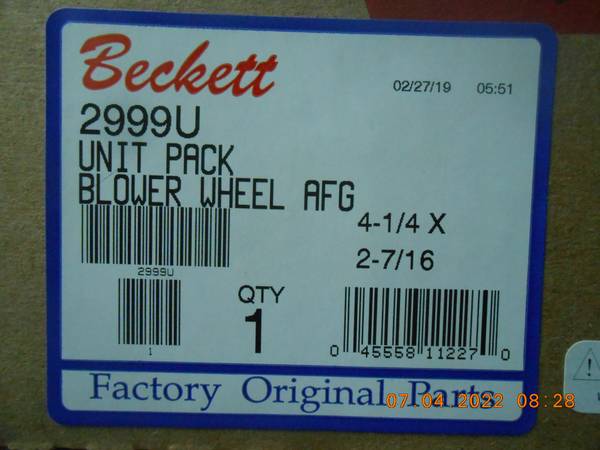 Beckett
02/27/19 05:51
2999U
UNIT PACK
BLOWER WHEEL AFG
4-1/4 X
2-7/16
2999U
QTY
1
1
0 45558 11227 0
Factory Original Parts
07.04.2022 08:28